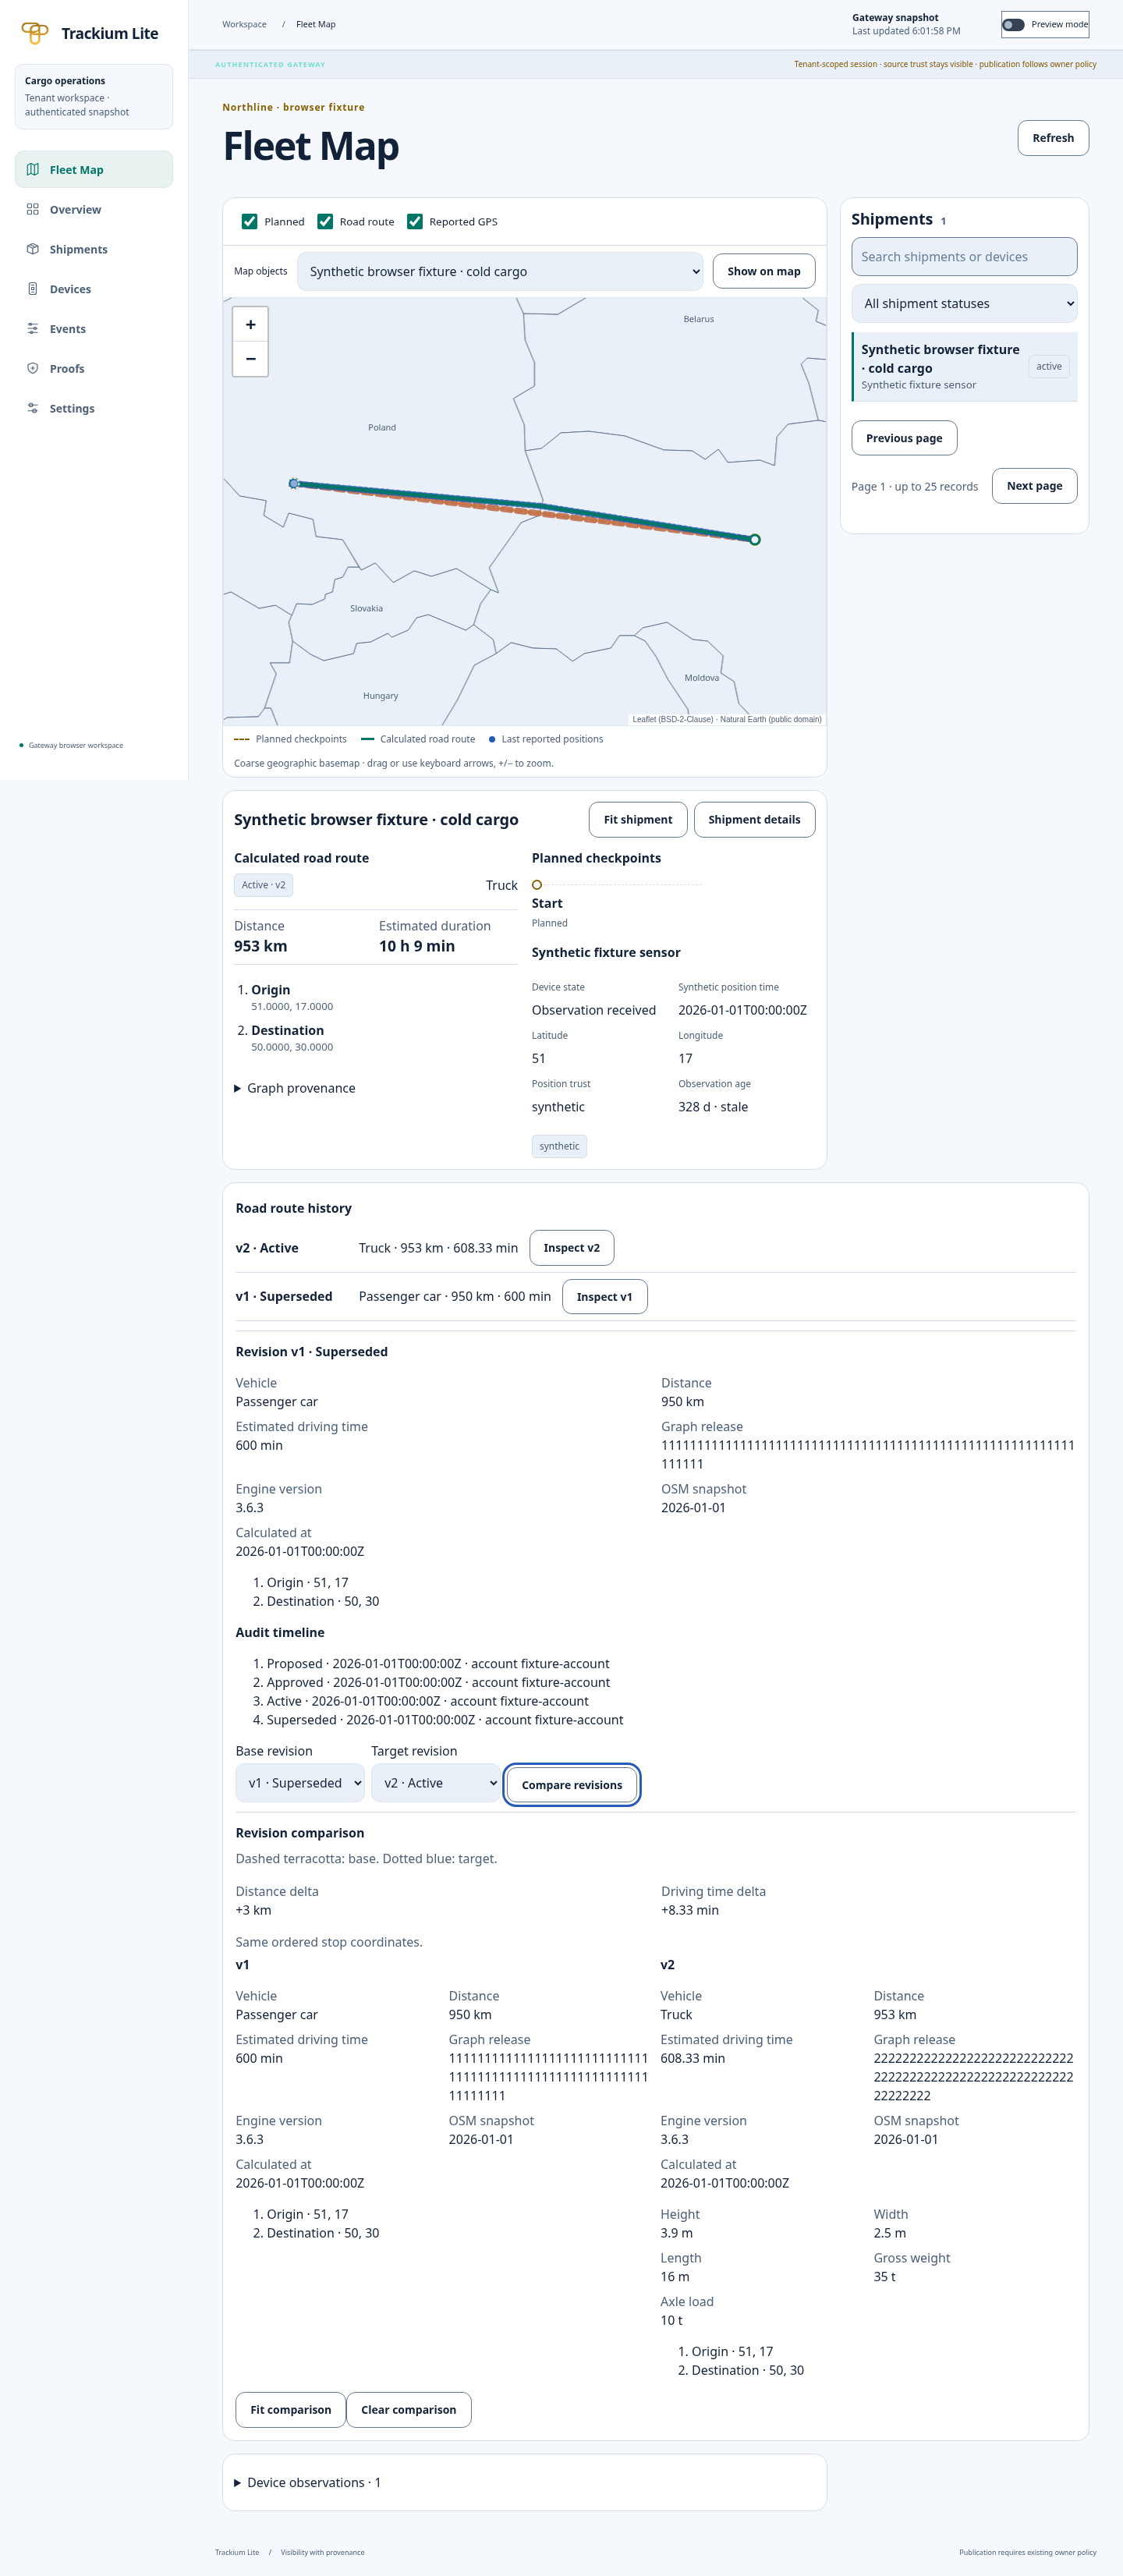 Trackium Lite
Cargo operations
Tenant workspace ·
authenticated snapshot
Fleet Map
Overview
Shipments
Devices
Events
Proofs
Settings
Gateway browser workspace
Workspace / Fleet Map
Gateway snapshot
Last updated 6:01:58 PM
Preview mode
AUTHENTICATED GATEWAY
Tenant-scoped session · source trust stays visible · publication follows owner policy
Northline · browser fixture
Fleet Map
Refresh
Planned Road route Reported GPS
Map objects Synthetic browser fixture · cold cargo Show on map
+
−
Belarus
Poland
Slovakia
Moldova
Hungary
Leaflet (BSD-2-Clause) · Natural Earth (public domain)
Planned checkpoints Calculated road route Last reported positions
Coarse geographic basemap · drag or use keyboard arrows, +/− to zoom.
Shipments 1
Search shipments or devices
All shipment statuses
Synthetic browser fixture
· cold cargo
active
Synthetic fixture sensor
Previous page
Page 1 · up to 25 records Next page
Synthetic browser fixture · cold cargo
Fit shipment Shipment details
Calculated road route
Active · v2 Truck
Distance Estimated duration
953 km 10 h 9 min
1. Origin
51.0000, 17.0000
2. Destination
50.0000, 30.0000
Graph provenance
Planned checkpoints
Start
Planned
Synthetic fixture sensor
Device state Synthetic position time
Observation received 2026-01-01T00:00:00Z
Latitude Longitude
51 17
Position trust Observation age
synthetic 328 d · stale
synthetic
Road route history
v2 · Active Truck · 953 km · 608.33 min Inspect v2
v1 · Superseded Passenger car · 950 km · 600 min Inspect v1
Revision v1 · Superseded
Vehicle Distance
Passenger car 950 km
Estimated driving time Graph release
600 min 1111111111111111111111111111111111111111111111111111111111
111111
Engine version OSM snapshot
3.6.3 2026-01-01
Calculated at
2026-01-01T00:00:00Z
1. Origin · 51, 17
2. Destination · 50, 30
Audit timeline
1. Proposed · 2026-01-01T00:00:00Z · account fixture-account
2. Approved · 2026-01-01T00:00:00Z · account fixture-account
3. Active · 2026-01-01T00:00:00Z · account fixture-account
4. Superseded · 2026-01-01T00:00:00Z · account fixture-account
Base revision Target revision
v1 · Superseded v2 · Active Compare revisions
Revision comparison
Dashed terracotta: base. Dotted blue: target.
Distance delta Driving time delta
+3 km +8.33 min
Same ordered stop coordinates.
v1 v2
Vehicle Distance Vehicle Distance
Passenger car 950 km Truck 953 km
Estimated driving time Graph release Estimated driving time Graph release
600 min 1111111111111111111111111111 608.33 min 2222222222222222222222222222
1111111111111111111111111111 2222222222222222222222222222
11111111 22222222
Engine version OSM snapshot Engine version OSM snapshot
3.6.3 2026-01-01 3.6.3 2026-01-01
Calculated at Calculated at
2026-01-01T00:00:00Z 2026-01-01T00:00:00Z
1. Origin · 51, 17
2. Destination · 50, 30
Height Width
3.9 m 2.5 m
Length Gross weight
16 m 35 t
Axle load
10 t
1. Origin · 51, 17
2. Destination · 50, 30
Fit comparison Clear comparison
Device observations · 1
Trackium Lite / Visibility with provenance
Publication requires existing owner policy